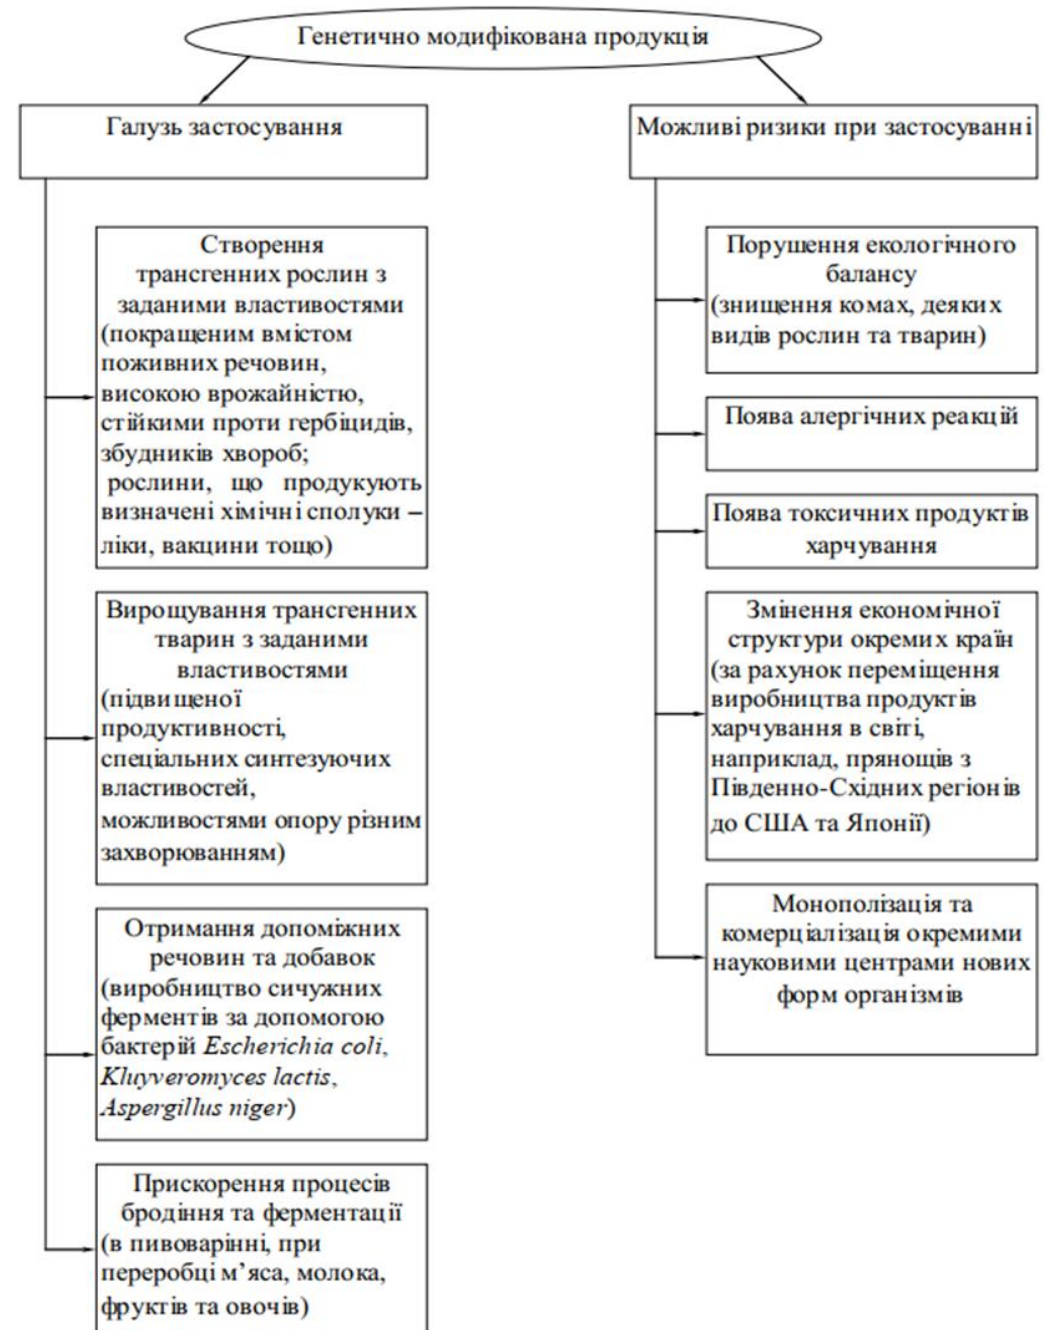 Генетично модифікована продукція
Галузь застосування
Створення
трансгенних рослин з
заданими властивостями
(покращеним вмістом
поживних речовин,
високою врожайністю,
стійкими проти гербіцидів,
збудників хвороб;
рослини, що продукують
визначені хімічні сполуки –
ліки, вакцини тощо)
Вирощування трансгенних
тварин з заданими
властивостями
(підвищеної
продуктивності,
спеціальних синтезуючих
властивостей,
можливостями опору різним
захворюванням)
Отримання допоміжних
речовин та добавок
(виробництво сичужних
ферментів за допомогою
бактерій Escherichia coli,
Kluyveromyces lactis,
Aspergillus niger)
Прискорення процесів
бродіння та ферментації
(в пивоварінні, при
переробці м’яса, молока,
фруктів та овочів)
Можливі ризики при застосуванні
Порушення екологічного
балансу
(знищення комах, деяких
видів рослин та тварин)
Поява алергічних реакцій
Поява токсичних продуктів
харчування
Змінення економічної
структури окремих країн
(за рахунок переміщення
виробництва продуктів
харчування в світі,
наприклад, прянощів з
Південно-Східних регіонів
до США та Японії)
Монополізація та
комерціалізація окремими
науковими центрами нових
форм організмів